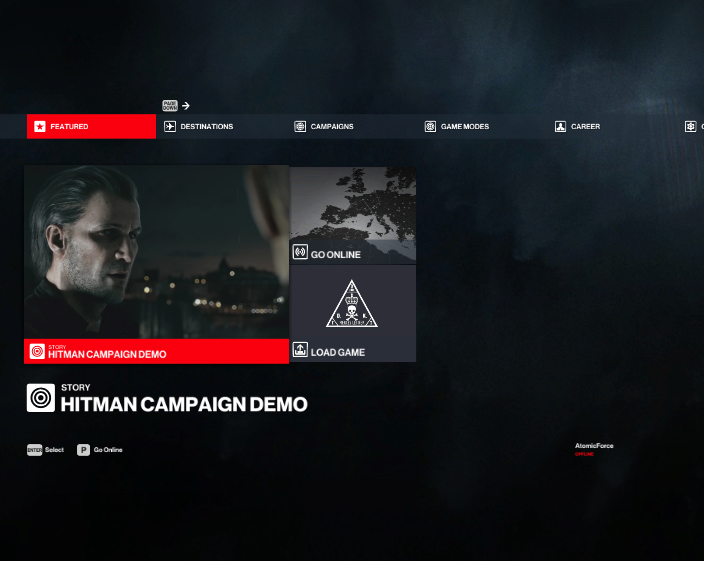 PAGE
DOWN
FEATURED
DESTINATIONS
CAMPAIGNS
GAME MODES
CAREER
GO ONLINE
STORY
HITMAN CAMPAIGN DEMO
LOAD GAME
STORY
HITMAN CAMPAIGN DEMO
ENTER Select
P Go Online
AtomicForce
OFFLINE